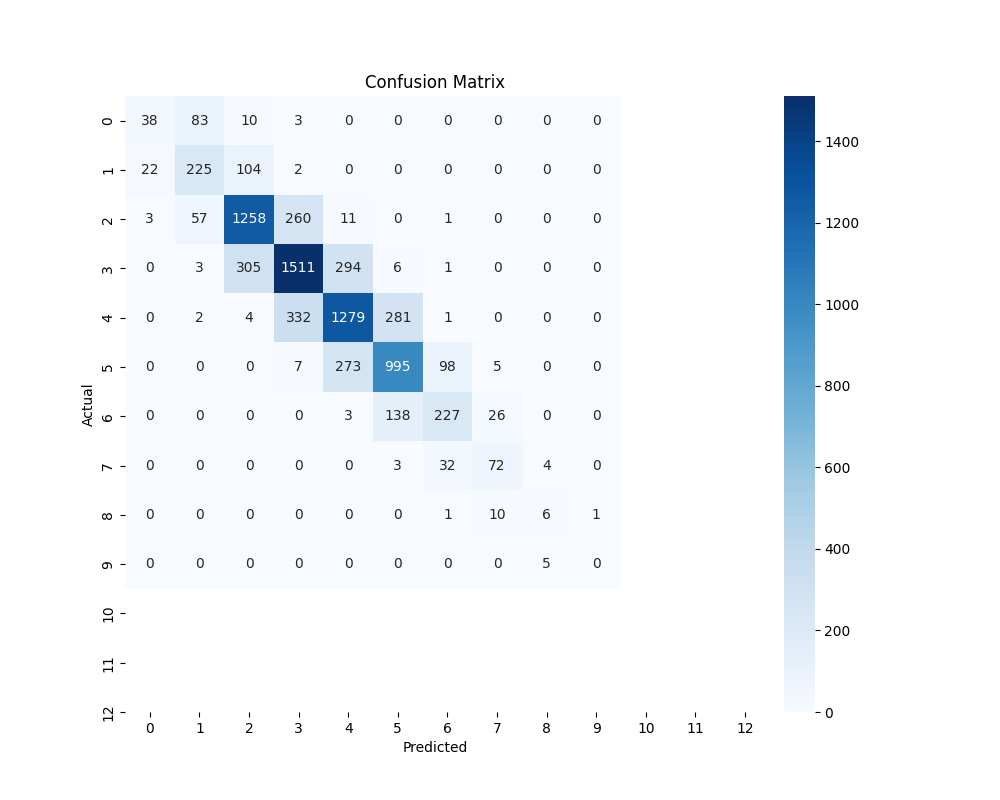 Confusion Matrix
0 38 83 10 3 0 0 0 0 0 0
1 22 225 104 2 0 0 0 0 0 0
2 3 57 1258 260 11 0 1 0 0 0
3 0 3 305 1511 294 6 1 0 0 0
4 0 2 4 332 1279 281 1 0 0 0
5 0 0 0 7 273 995 98 5 0 0
6 0 0 0 0 3 138 227 26 0 0
7 0 0 0 0 0 3 32 72 4 0
8 0 0 0 0 0 0 1 10 6 1
9 0 0 0 0 0 0 0 0 5 0
10
11
12
Actual
0 1 2 3 4 5 6 7 8 9 10 11 12
Predicted
1400
1200
1000
800
600
400
200
0